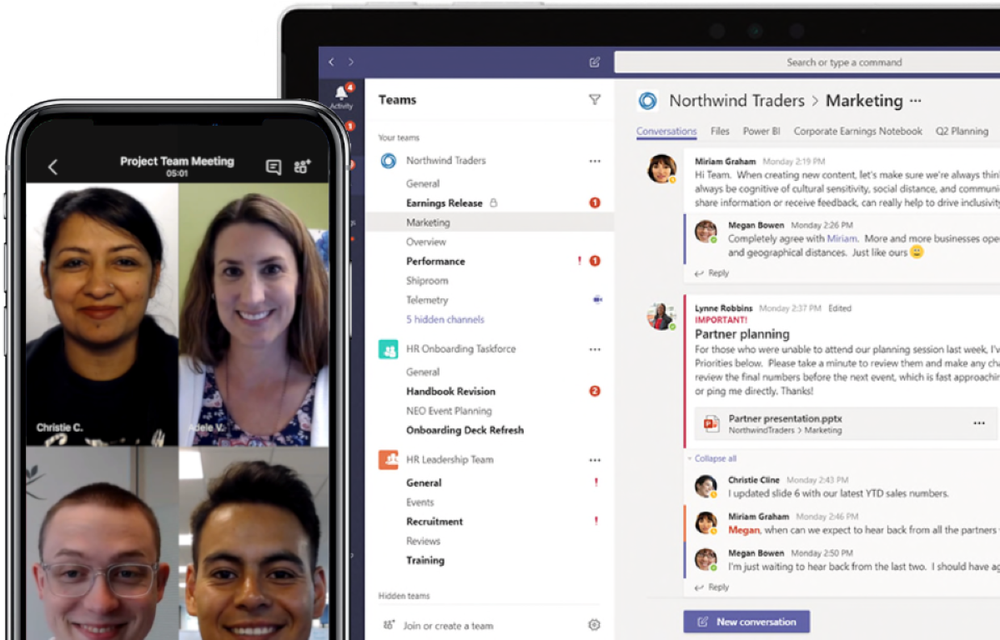 Project Team Meeting
05:01
Christie C.
Adele V.
Search or type a command
4
Activity
1
Teams
Your teams
Northwind Traders
General
Earnings Release
1
Marketing
Overview
Performance
! 1
Shiproom
Telemetry
5 hidden channels
HR Onboarding Taskforce
General
Handbook Revision
2
NEO Event Planning
Onboarding Deck Refresh
HR Leadership Team
General
!
Events
Recruitment
!
Reviews
Training
Hidden teams
Join or create a team
Northwind Traders > Marketing ...
Conversations Files Power BI Corporate Earnings Notebook Q2 Planning
Miriam Graham Monday 2:19 PM
Hi Team. When creating new content, let's make sure we're always thin
always be cognitive of cultural sensitivity, social distance, and communi
share information or receive feedback, can really help to drive inclusivity
Megan Bowen Monday 2:26 PM
Completely agree with Miriam. More and more businesses ope
and geographical distances. Just like ours
Reply
Lynne Robbins Monday 2:37 PM Edited
IMPORTANT!
Partner planning
For those who were unable to attend our planning session last week, I'v
Priorities below. Please take a minute to review them and make any cha
review the final numbers before the next event, which is fast approachin
or ping me directly. Thanks!
Partner presentation.pptx
NorthwindTraders > Marketing
Collapse all
Christie Cline Monday 2:43 PM
I updated slide 6 with our latest YTD sales numbers.
Miriam Graham Monday 2:46 PM
Megan, when can we expect to hear back from all the partners
Megan Bowen Monday 2:50 PM
I'm just waiting to hear back from the last two. I should have ag
Reply
New conversation